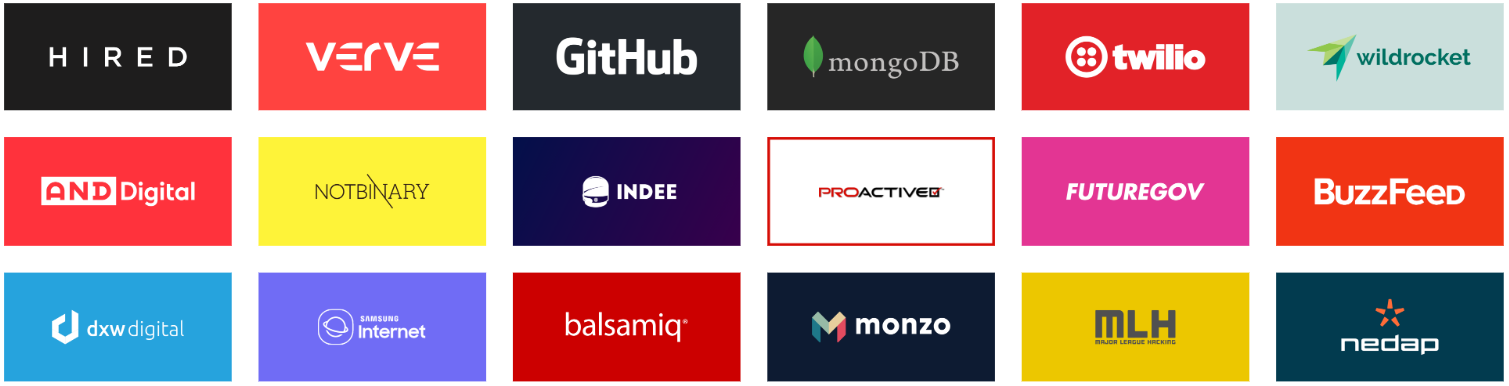 HIRED
VERVE
GitHub
mongoDB
twilio
wildrocket
AND Digital
NOTBINARY
INDEE
PROACTIVE
FUTUREGOV
BuzzFeeD
dxw digital
SAMSUNG
Internet
balsamiq®
monzo
MLH
MAJOR LEAGUE HACKING
nedap